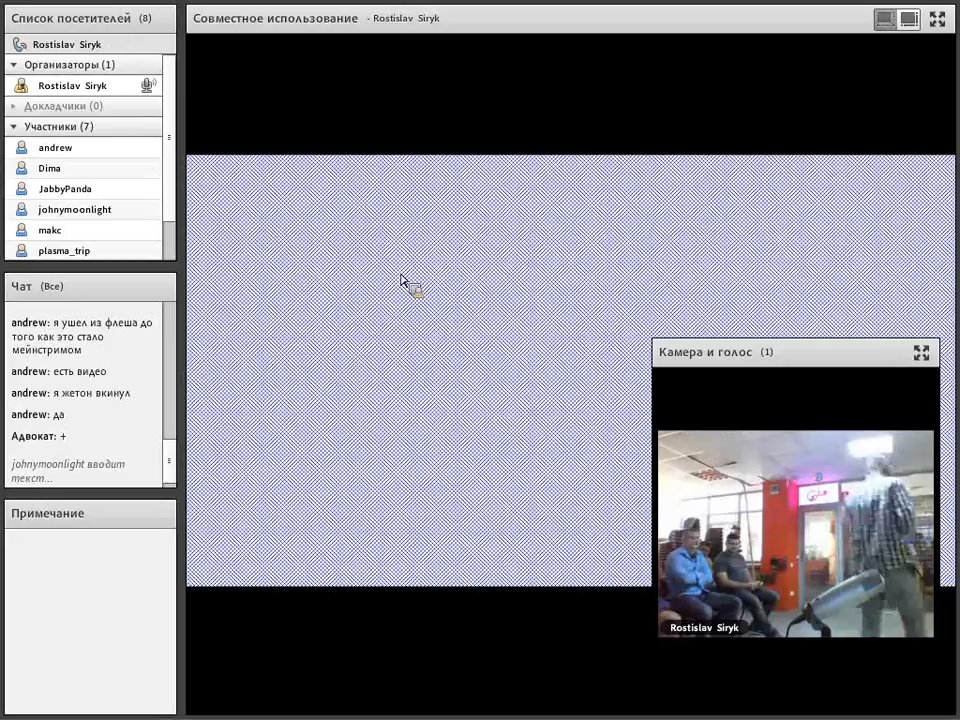 Список посетителей (8)
Rostislav Siryk
Организаторы (1)
Rostislav Siryk
Докладчики (0)
Участники (7)
andrew
Dima
JabbyPanda
johnymoonlight
макс
plasma_trip
Чат (Все)
andrew: я ушел из флеша до
того как это стало
мейнстримом
andrew: есть видео
andrew: я жетон вкинул
andrew: да
Адвокат: +
johnymoonlight вводит
текст...
Примечание
Совместное использование - Rostislav Siryk
Камера и голос (1)
Rostislav Siryk